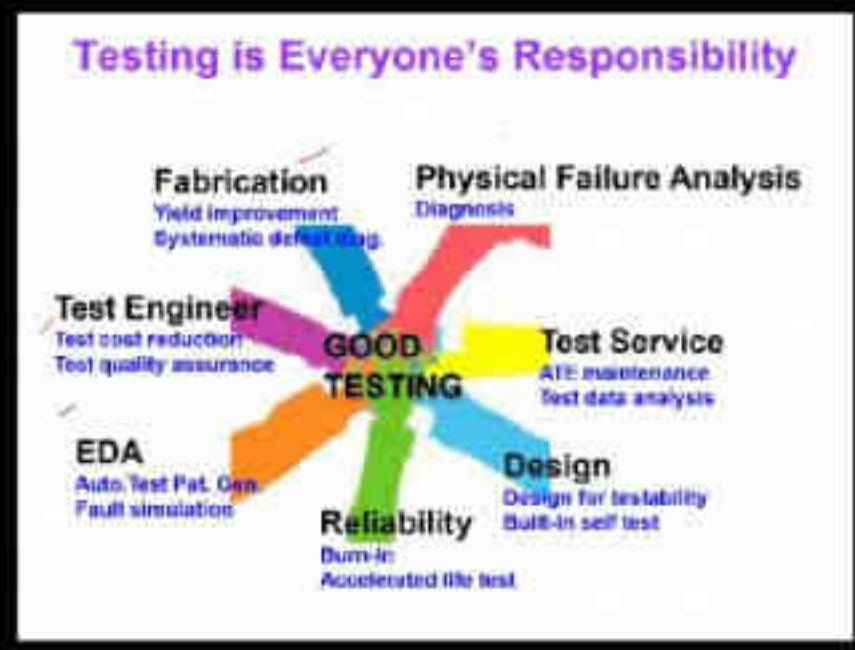 Testing is Everyone's Responsibility
Fabrication
Yield improvement
Systematic defect diag.
Physical Failure Analysis
Diagnosis
Test Engineer
Test cost reduction
Test quality assurance
GOOD
TESTING
Test Service
ATE maintenance
Test data analysis
EDA
Auto.Test Pat. Gen.
Fault simulation
Design
Design for testability
Built-in self test
Reliability
Burn-in
Accelerated life test